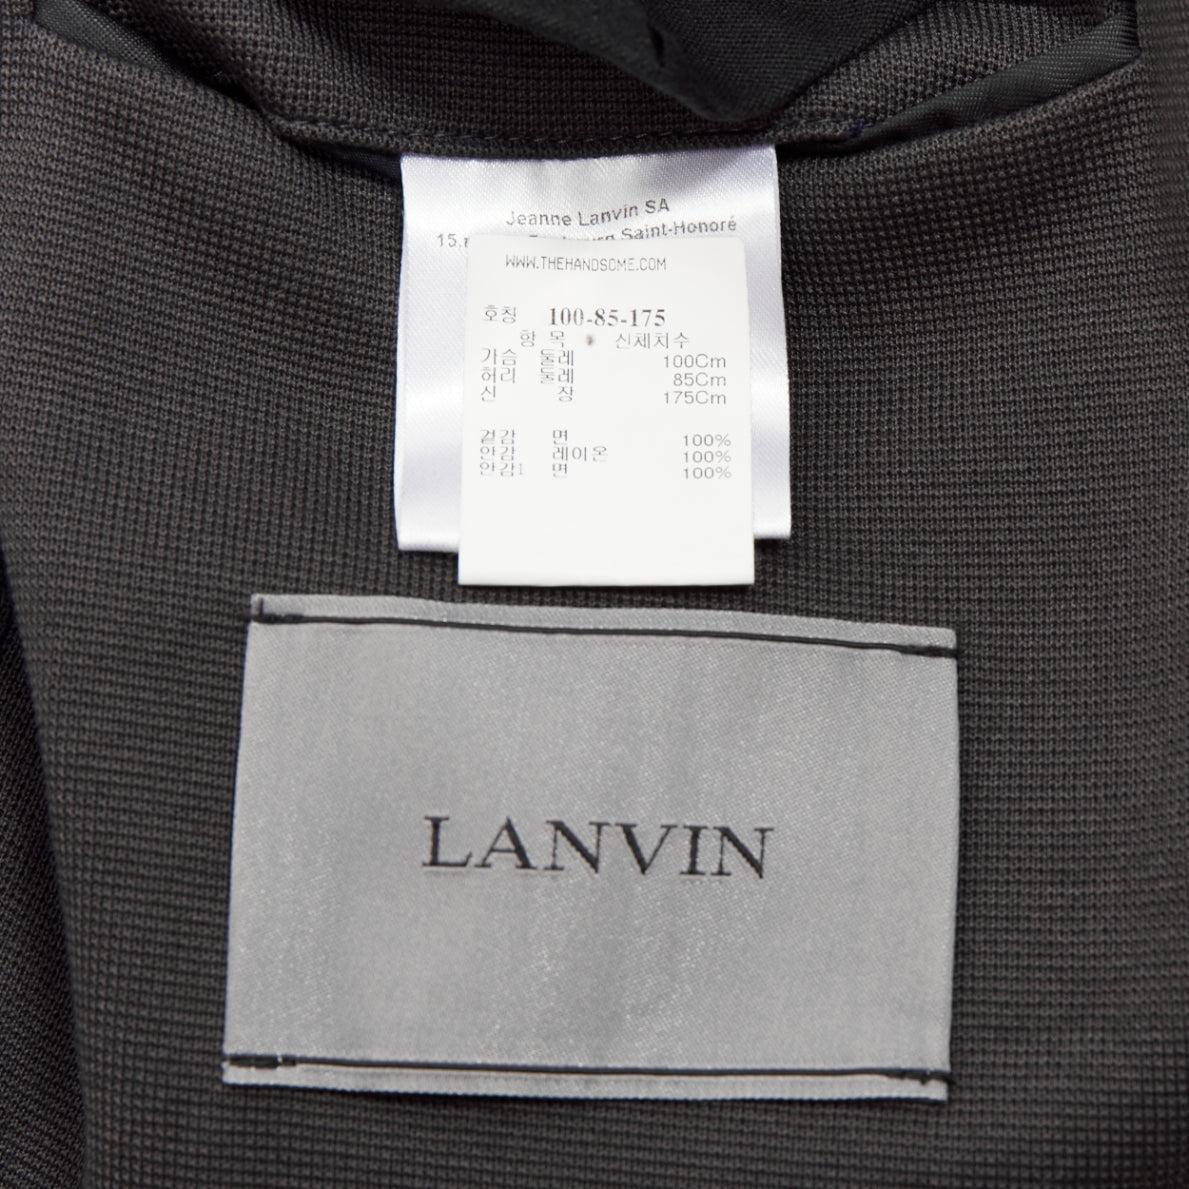 Jeanne Lanvin SA
15, Saint-Honoré
WWW.THEHANDSOME.COM
호칭 100-85-175
항 목 신체치수
가슴 둘레 100Cm
허리 둘레 85Cm
신 장 175Cm
겉감 면 100%
안감 레이온 100%
안감1 면 100%
LANVIN